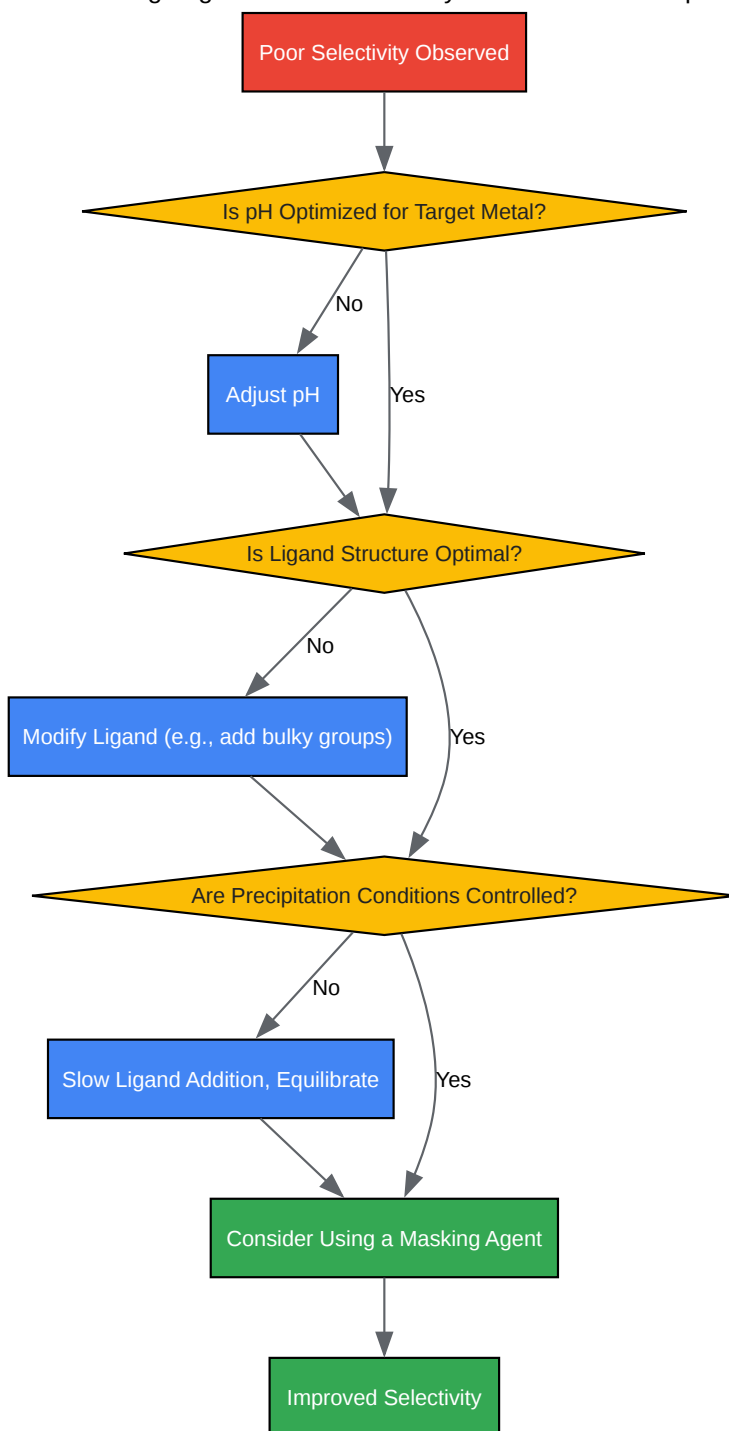 Poor Selectivity Observed
Is pH Optimized for Target Metal?
No
Adjust pH
Yes
Is Ligand Structure Optimal?
No
Modify Ligand (e.g., add bulky groups)
Yes
Are Precipitation Conditions Controlled?
No
Slow Ligand Addition, Equilibrate
Yes
Consider Using a Masking Agent
Improved Selectivity